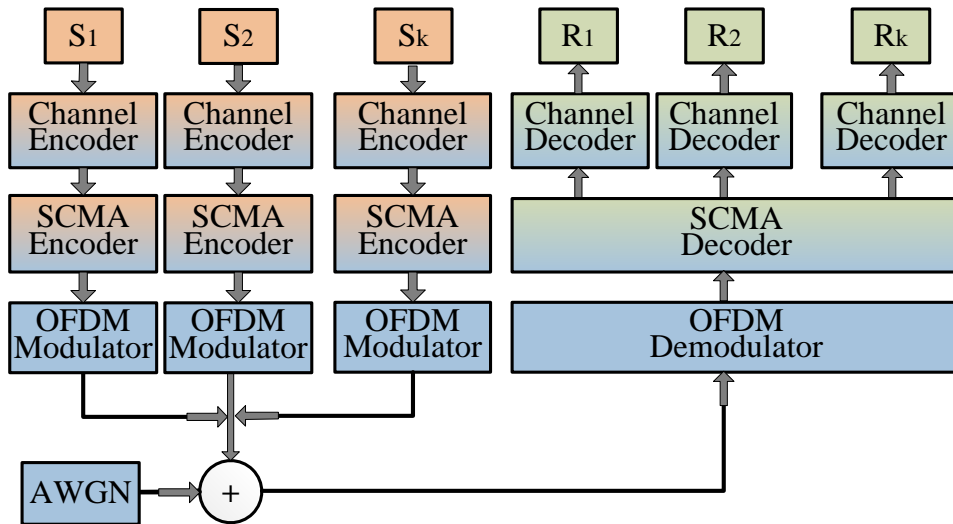 S1
S2
Sk
R1
R2
Rk
Channel
Encoder
Channel
Encoder
Channel
Encoder
Channel
Decoder
Channel
Decoder
Channel
Decoder
SCMA
Encoder
SCMA
Encoder
SCMA
Encoder
SCMA
Decoder
OFDM
Modulator
OFDM
Modulator
OFDM
Modulator
OFDM
Demodulator
AWGN
+